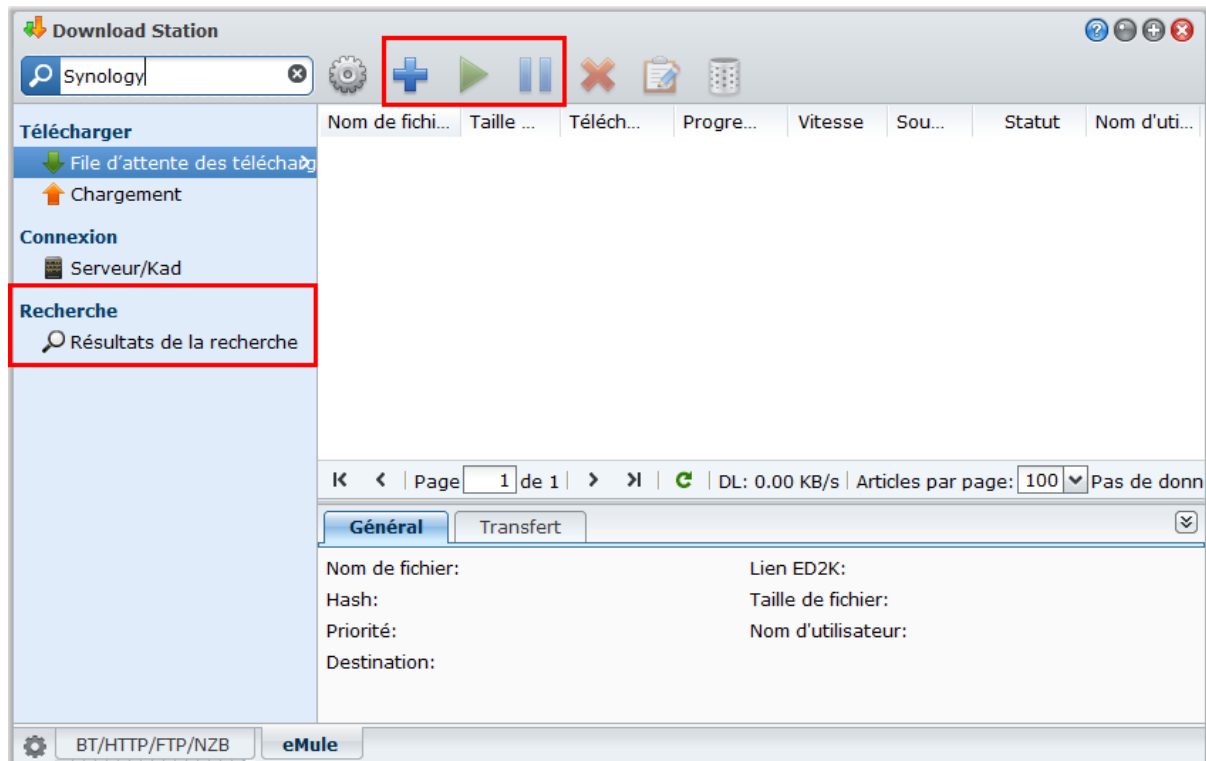 Download Station
Synology
Télécharger
File d'attente des télécharg
Chargement
Connexion
Serveur/Kad
Recherche
Résultats de la recherche
Nom de fichi... Taille ... Téléch... Progre... Vitesse Sou... Statut Nom d'uti...
Page 1 de 1 DL: 0.00 KB/s Articles par page: 100 Pas de donn
Général Transfert
Nom de fichier: Lien ED2K:
Hash: Taille de fichier:
Priorité: Nom d'utilisateur:
Destination:
BT/HTTP/FTP/NZB eMule